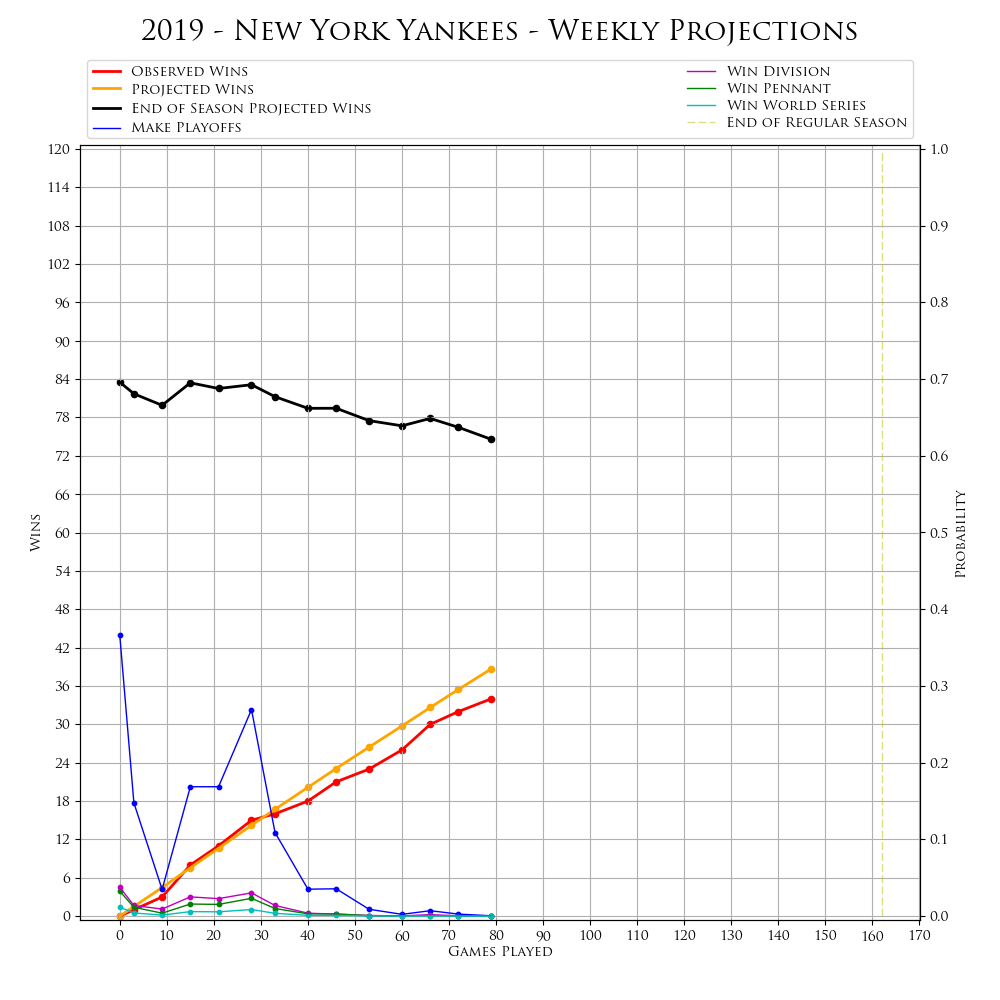 2019 - New York Yankees - Weekly Projections
Observed Wins
Projected Wins
End of Season Projected Wins
Make Playoffs
Win Division
Win Pennant
Win World Series
End of Regular Season
120
114
108
102
96
90
84
78
72
66
60
54
48
42
36
30
24
18
12
6
0
Wins
1.0
0.9
0.8
0.7
0.6
0.5
0.4
0.3
0.2
0.1
0.0
Probability
0 10 20 30 40 50 60 70 80 90 100 110 120 130 140 150 160 170
Games Played